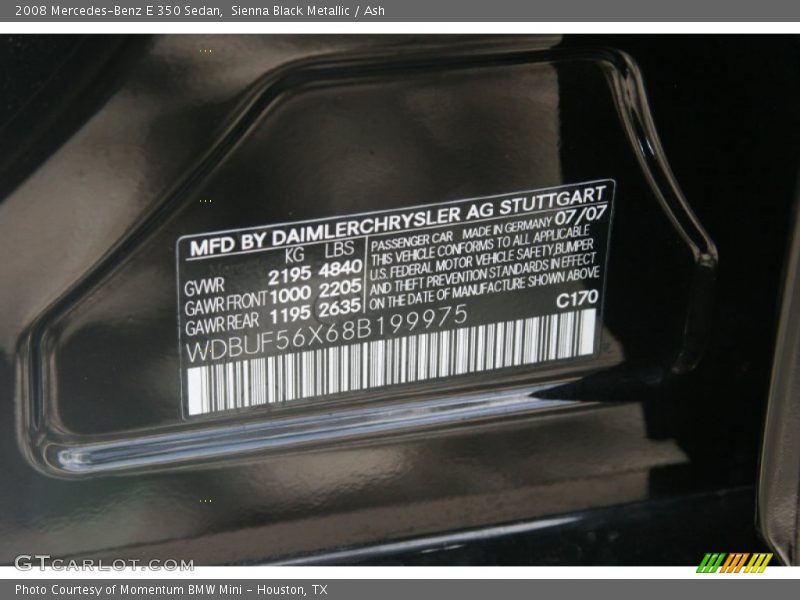 2008 Mercedes-Benz E 350 Sedan,  Sienna Black Metallic / Ash
MFD BY DAIMLERCHRYSLER AG STUTTGART
KG LBS
GVWR 2195 4840
GAWR FRONT 1000 2205
GAWR REAR 1195 2635
PASSENGER CAR MADE IN GERMANY 07/07
THIS VEHICLE CONFORMS TO ALL APPLICABLE
U.S. FEDERAL MOTOR VEHICLE SAFETY,BUMPER
AND THEFT PREVENTION STANDARDS IN EFFECT
ON THE DATE OF MANUFACTURE SHOWN ABOVE
C170
WDBUF56X68B199975
GTCARLOT.COM
Photo Courtesy of Momentum BMW Mini - Houston, TX